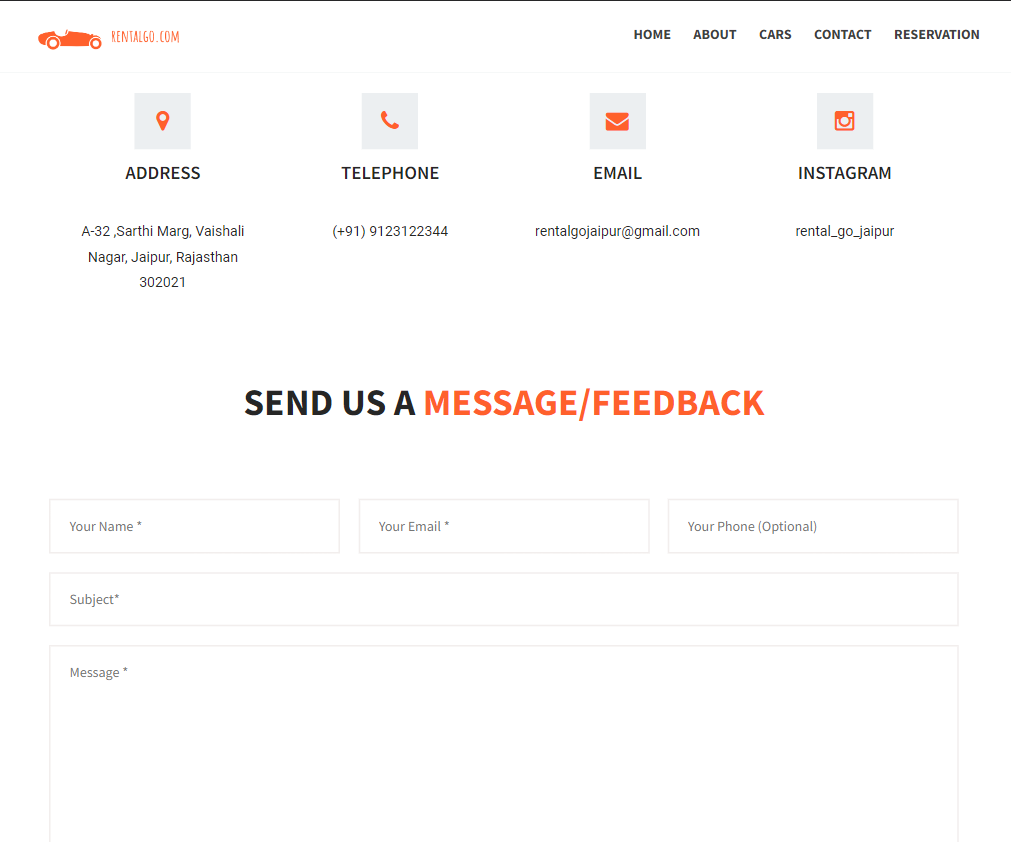 RENTALGO.COM
HOME ABOUT CARS CONTACT RESERVATION
ADDRESS
A-32 ,Sarthi Marg, Vaishali
Nagar, Jaipur, Rajasthan
302021
TELEPHONE
(+91) 9123122344
EMAIL
rentalgojaipur@gmail.com
INSTAGRAM
rental_go_jaipur
SEND US A MESSAGE/FEEDBACK
Your Name *
Your Email *
Your Phone (Optional)
Subject*
Message *